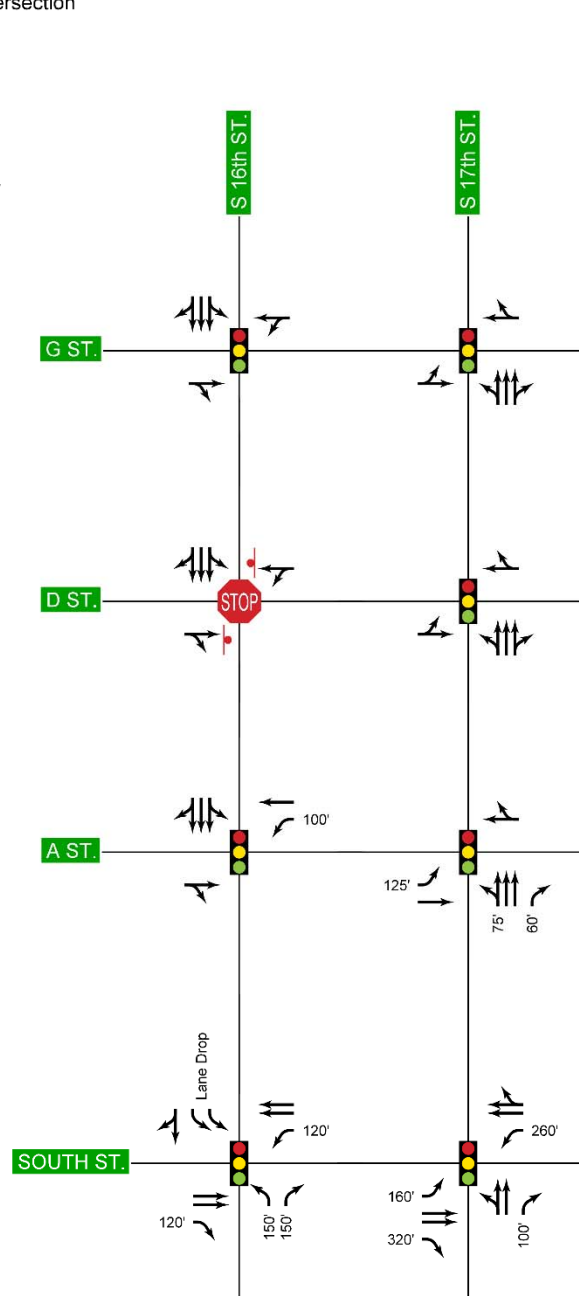 ersection
S 16th ST.
S 17th ST.
G ST.
D ST.
STOP
A ST.
100'
125'
75'
60'
Lane Drop
120'
260'
SOUTH ST.
160'
120'
150'
150'
320'
100'